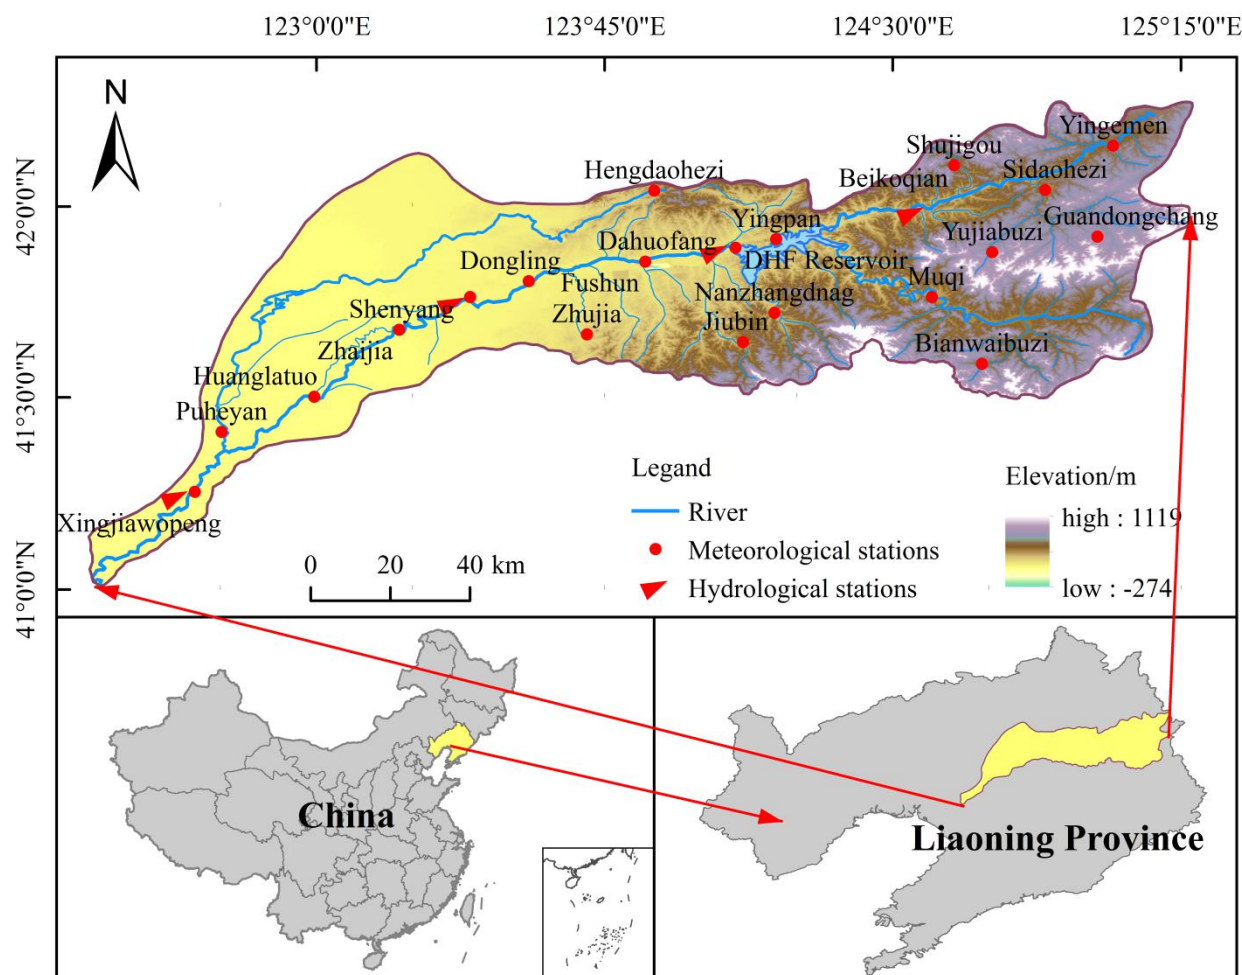 123°0'0"E
123°45'0"E
124°30'0"E
125°15'0"E
N
42°0'0"N
41°30'0"N
41°0'0"N
Yingemen
Shujigou
Sidaohezi
Hengdaohezi
Beikoqian
Guandongchang
Yingpan
Yujiabuzi
Dahuofang
DHF Reservoir
Dongling
Fushun
Muqi
Nanzhangdnag
Shenyang
Zhujia
Jiubin
Zhaijia
Bianwaibuzi
Huanglatuo
Puheyan
Xingjiawopeng
Legand
River
Meteorological stations
Hydrological stations
Elevation/m
high : 1119
low : -274
0 20 40 km
China
Liaoning Province